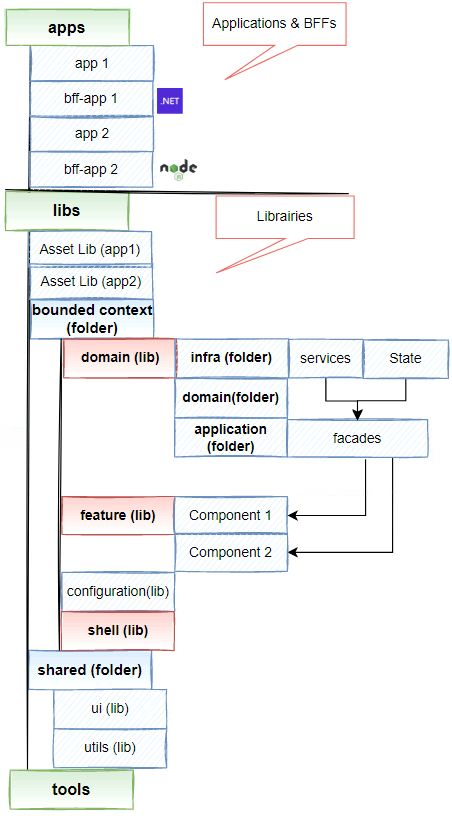 apps
Applications & BFFs
app 1
bff-app 1
.NET
app 2
bff-app 2
node
JS
libs
Librairies
Asset Lib (app1)
Asset Lib (app2)
bounded context
(folder)
domain (lib)
infra (folder)
services
State
domain(folder)
application
(folder)
facades
feature (lib)
Component 1
Component 2
configuration(lib)
shell (lib)
shared (folder)
ui (lib)
utils (lib)
tools